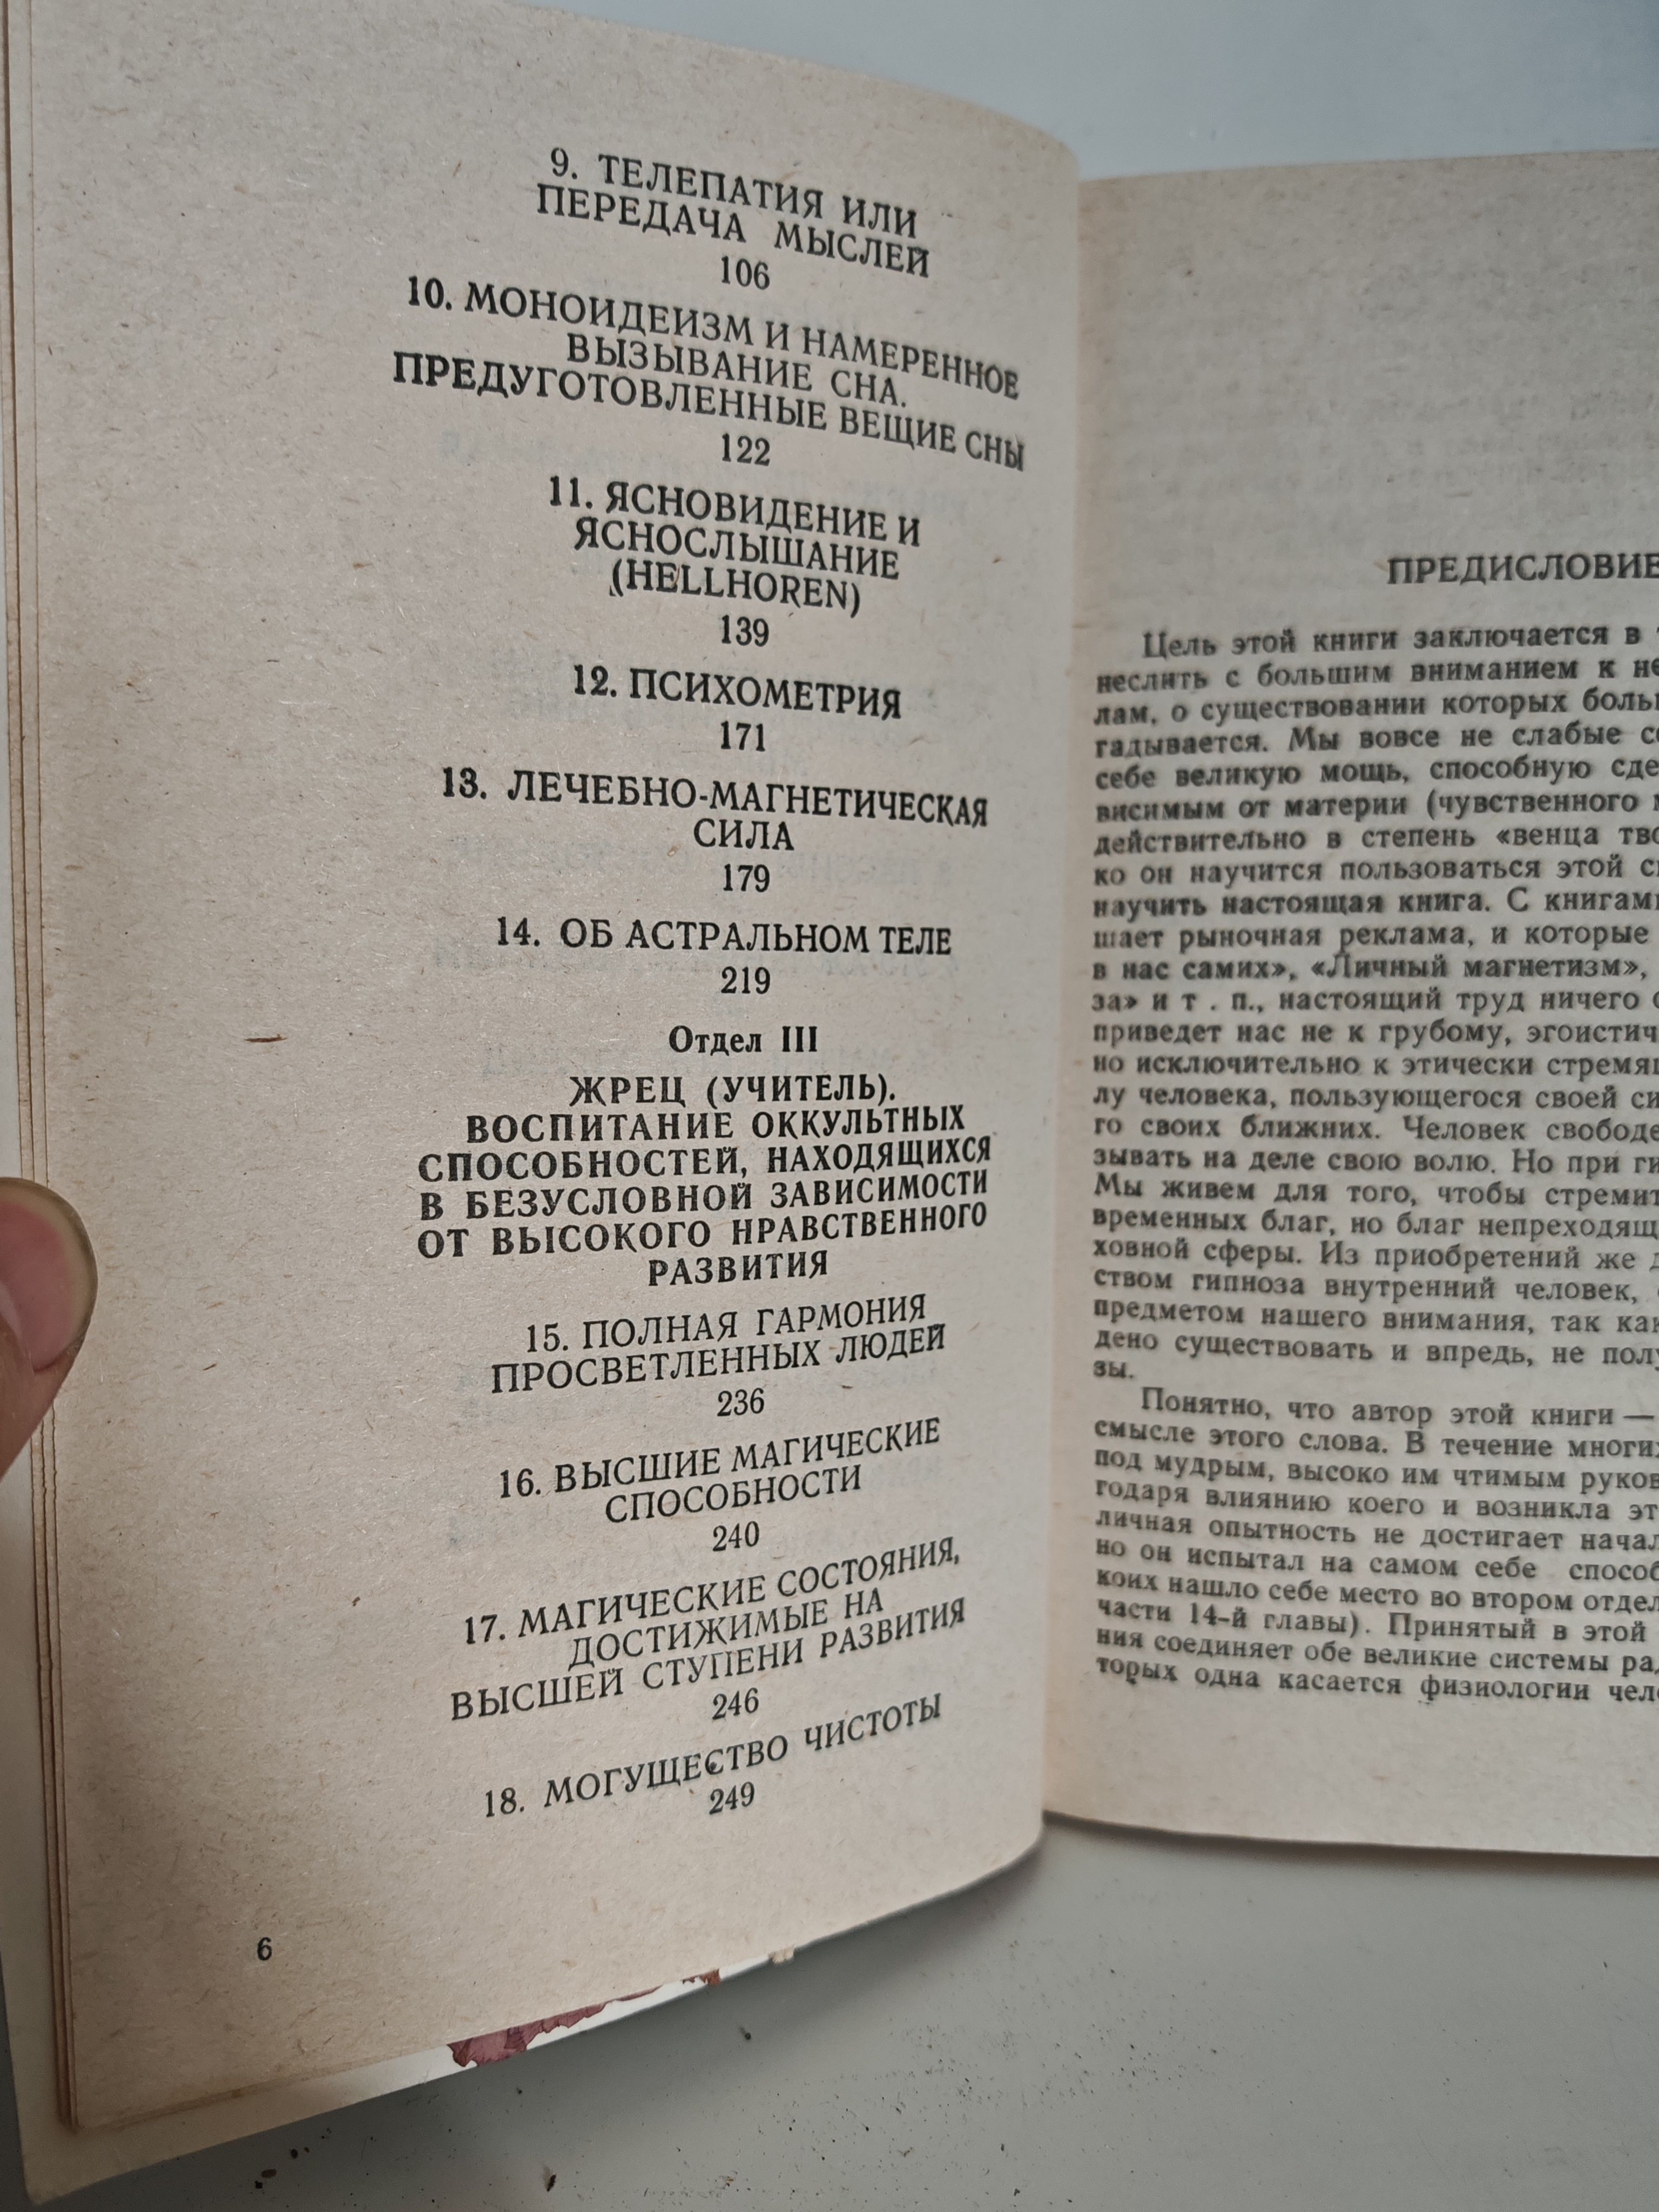 9. ТЕЛЕПАТИЯ ИЛИ
ПЕРЕДАЧА МЫСЛЕЙ
106
10. МОНОИДЕИЗМ И НАМЕРЕННОЕ
ВЫЗЫВАНИЕ СНА.
ПРЕДУГОТОВЛЕННЫЕ ВЕЩИЕ СНЫ
122
11. ЯСНОВИДЕНИЕ И
ЯСНОСЛЫШАНИЕ
(HELLHOREN)
139
12. ПСИХОМЕТРИЯ
171
13. ЛЕЧЕБНО-МАГНЕТИЧЕСКАЯ
СИЛА
179
14. ОБ АСТРАЛЬНОМ ТЕЛЕ
219
Отдел III
ЖРЕЦ (УЧИТЕЛЬ).
ВОСПИТАНИЕ ОККУЛЬТНЫХ
СПОСОБНОСТЕЙ, НАХОДЯЩИХСЯ
В БЕЗУСЛОВНОЙ ЗАВИСИМОСТИ
ОТ ВЫСОКОГО НРАВСТВЕННОГО
РАЗВИТИЯ
15. ПОЛНАЯ ГАРМОНИЯ
ПРОСВЕТЛЕННЫХ ЛЮДЕЙ
236
16. ВЫСШИЕ МАГИЧЕСКИЕ
СПОСОБНОСТИ
240
17. МАГИЧЕСКИЕ СОСТОЯНИЯ,
ДОСТИЖИМЫЕ НА
ВЫСШЕЙ СТУПЕНИ РАЗВИТИЯ
246
18. МОГУЩЕСТВО ЧИСТОТЫ
249
6
ПРЕДИСЛОВИЕ
Цель этой книги заключается в
неслить с большим вниманием к
лам, о существовании которых
гадывается. Мы вовсе не слабые
себе великую мощь, способную
висимым от материи (чувственного
действительно в степень «венца
ко он научится пользоваться этой
научить настоящая книга. С
шает рыночная реклама, и которые
в нас самих», «Личный магнетизм»,
за» и т . п., настоящий труд ничего
приведет нас не к грубому,
но исключительно к этически
лу человека, пользующегося своей
го своих ближних. Человек
зывать на деле свою волю. Но при
Мы живем для того, чтобы
временных благ, но благ
ховной сферы. Из приобретений же
ством гипноза внутренний человек,
предметом нашего внимания, так
дено существовать и впредь, не
зы.
Понятно, что автор этой книги —
смысле этого слова. В течение
под мудрым, высоко им чтимым
годаря влиянию коего и возникла
личная опытность не достигает
но он испытал на самом себе
коих нашло себе место во втором
части 14-й главы). Принятый в этой
ния соединяет обе великие системы
торых одна касается физиологии